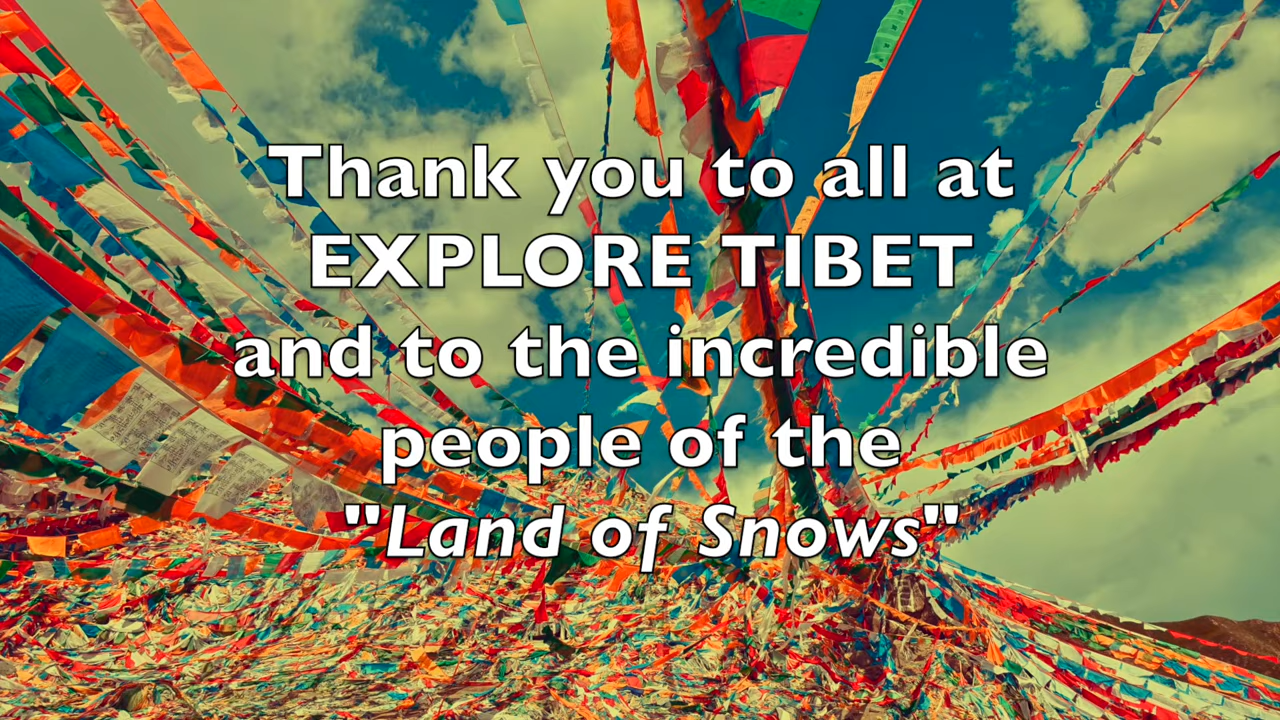 Thank you to all at
EXPLORE TIBET
and to the incredible
people of the
"Land of Snows"